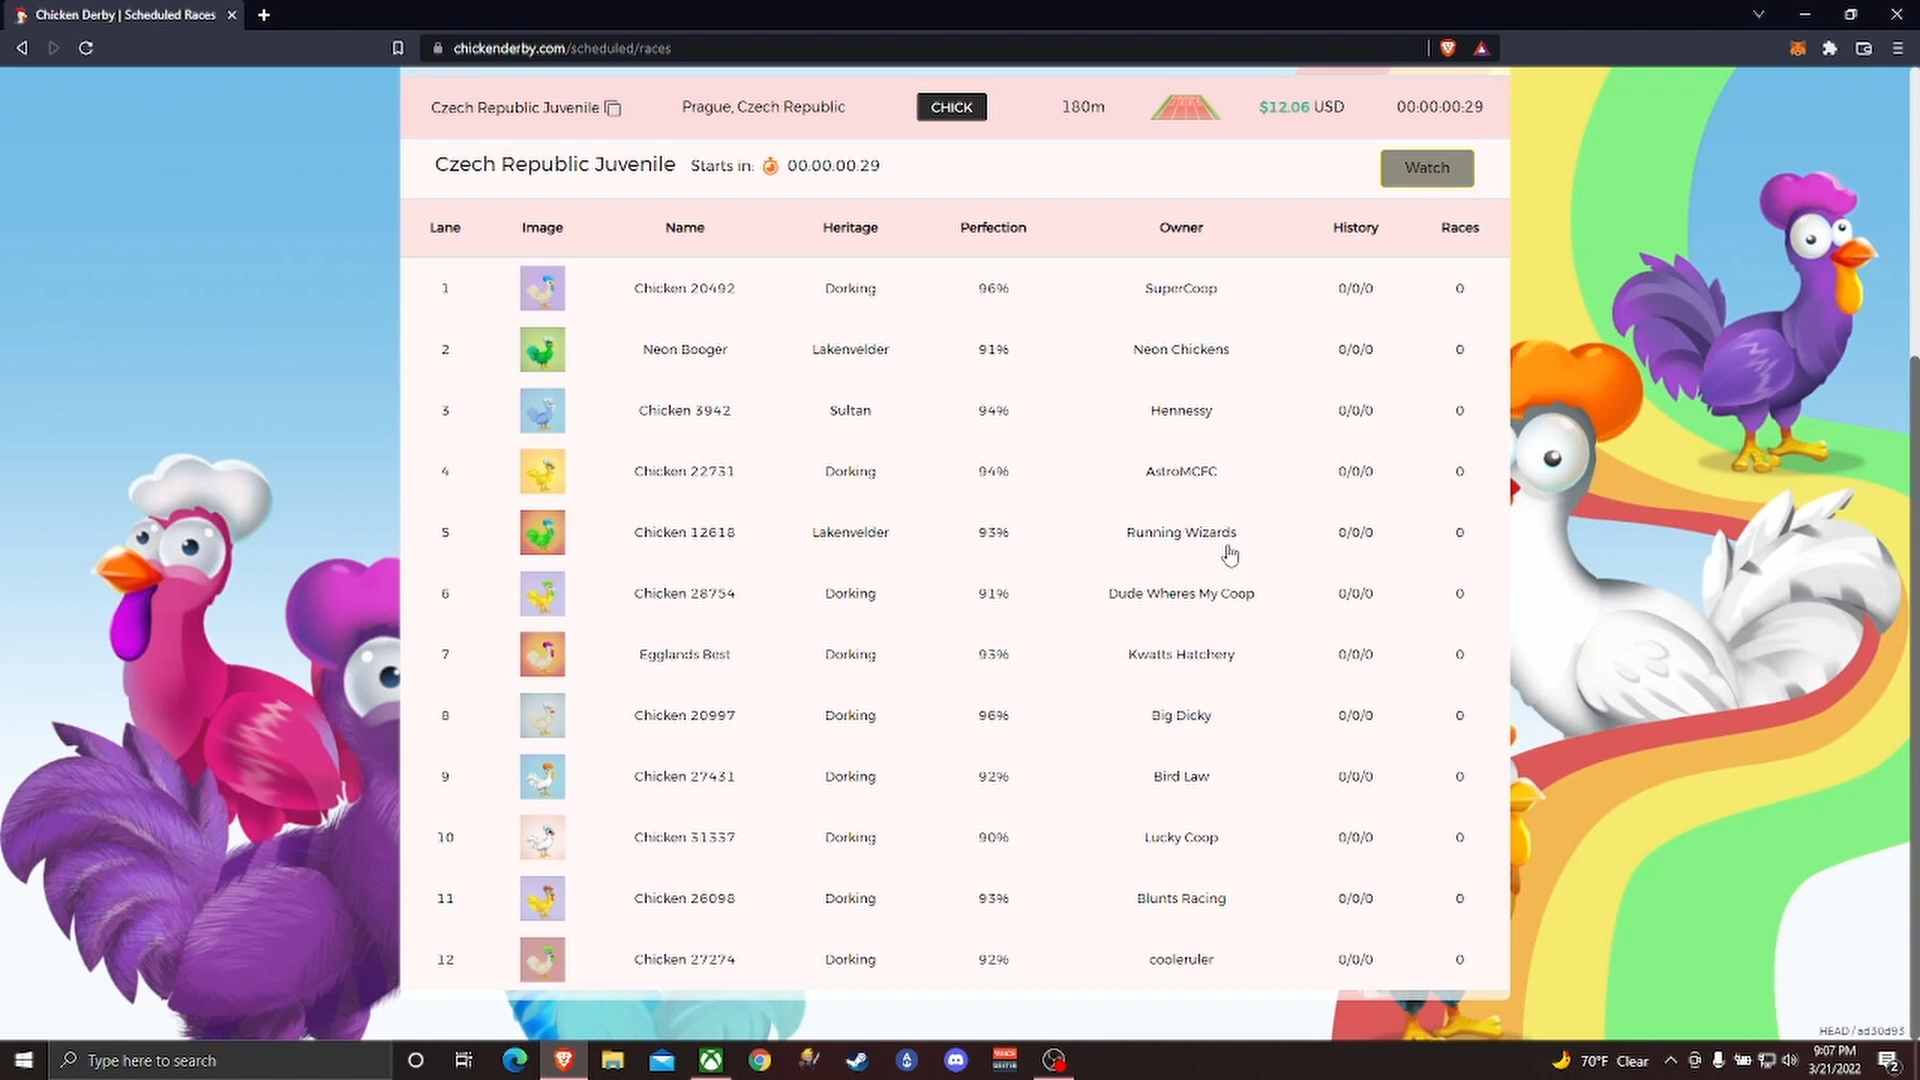 Chicken Derby | Scheduled Races
chickenderby.com/scheduled/races
Czech Republic Juvenile Prague, Czech Republic CHICK 180m $12.06 USD 00:00:00:29
Czech Republic Juvenile Starts in: 00:00:00:29 Watch
Lane Image Name Heritage Perfection Owner History Races
1 Chicken 20492 Dorking 96% SuperCoop 0/0/0 0
2 Neon Booger Lakenvelder 91% Neon Chickens 0/0/0 0
3 Chicken 3942 Sultan 94% Hennessy 0/0/0 0
4 Chicken 22731 Dorking 94% AstroMCFC 0/0/0 0
5 Chicken 12618 Lakenvelder 93% Running Wizards 0/0/0 0
6 Chicken 28754 Dorking 91% Dude Wheres My Coop 0/0/0 0
7 Egglands Best Dorking 93% Kwatts Hatchery 0/0/0 0
8 Chicken 20997 Dorking 96% Big Dicky 0/0/0 0
9 Chicken 27431 Dorking 92% Bird Law 0/0/0 0
10 Chicken 31337 Dorking 90% Lucky Coop 0/0/0 0
11 Chicken 26098 Dorking 93% Blunts Racing 0/0/0 0
12 Chicken 27274 Dorking 92% cooleruler 0/0/0 0
HEAD/ad30d93
Type here to search
70°F Clear
9:07 PM
3/21/2022
2